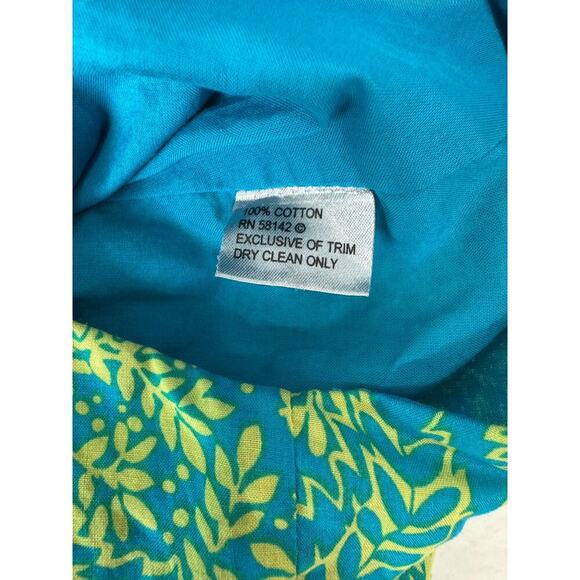 100% COTTON
RN 58142 ©
EXCLUSIVE OF TRIM
DRY CLEAN ONLY